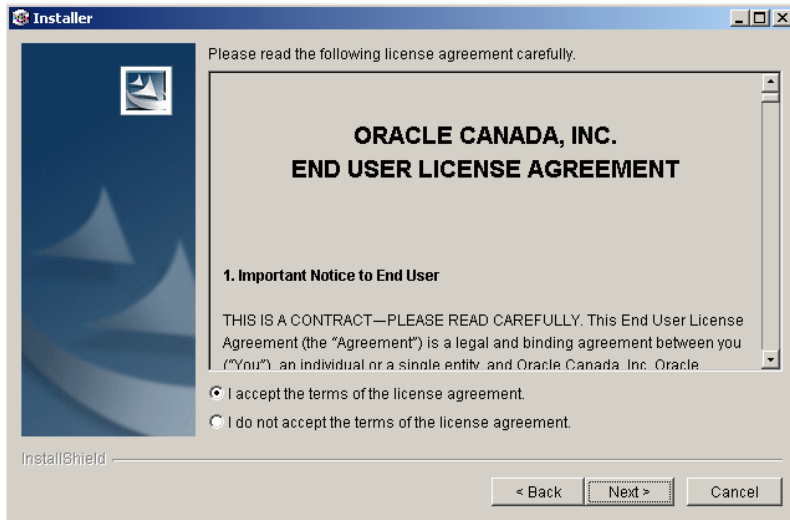 Installer
Please read the following license agreement carefully.
ORACLE CANADA, INC.
END USER LICENSE AGREEMENT
1. Important Notice to End User
THIS IS A CONTRACT—PLEASE READ CAREFULLY. This End User License
Agreement (the “Agreement”) is a legal and binding agreement between you
(“You”), an individual or a single entity, and Oracle Canada, Inc. Oracle
I accept the terms of the license agreement.
I do not accept the terms of the license agreement.
InstallShield
< Back Next > Cancel